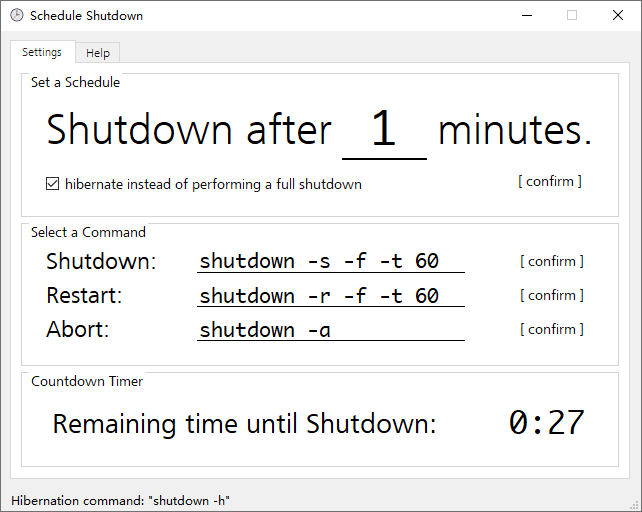 Schedule Shutdown
Settings Help
Set a Schedule
Shutdown after 1 minutes.
hibernate instead of performing a full shutdown [ confirm ]
Select a Command
Shutdown: shutdown -s -f -t 60 [ confirm ]
Restart: shutdown -r -f -t 60 [ confirm ]
Abort: shutdown -a [ confirm ]
Countdown Timer
Remaining time until Shutdown: 0:27
Hibernation command: "shutdown -h"